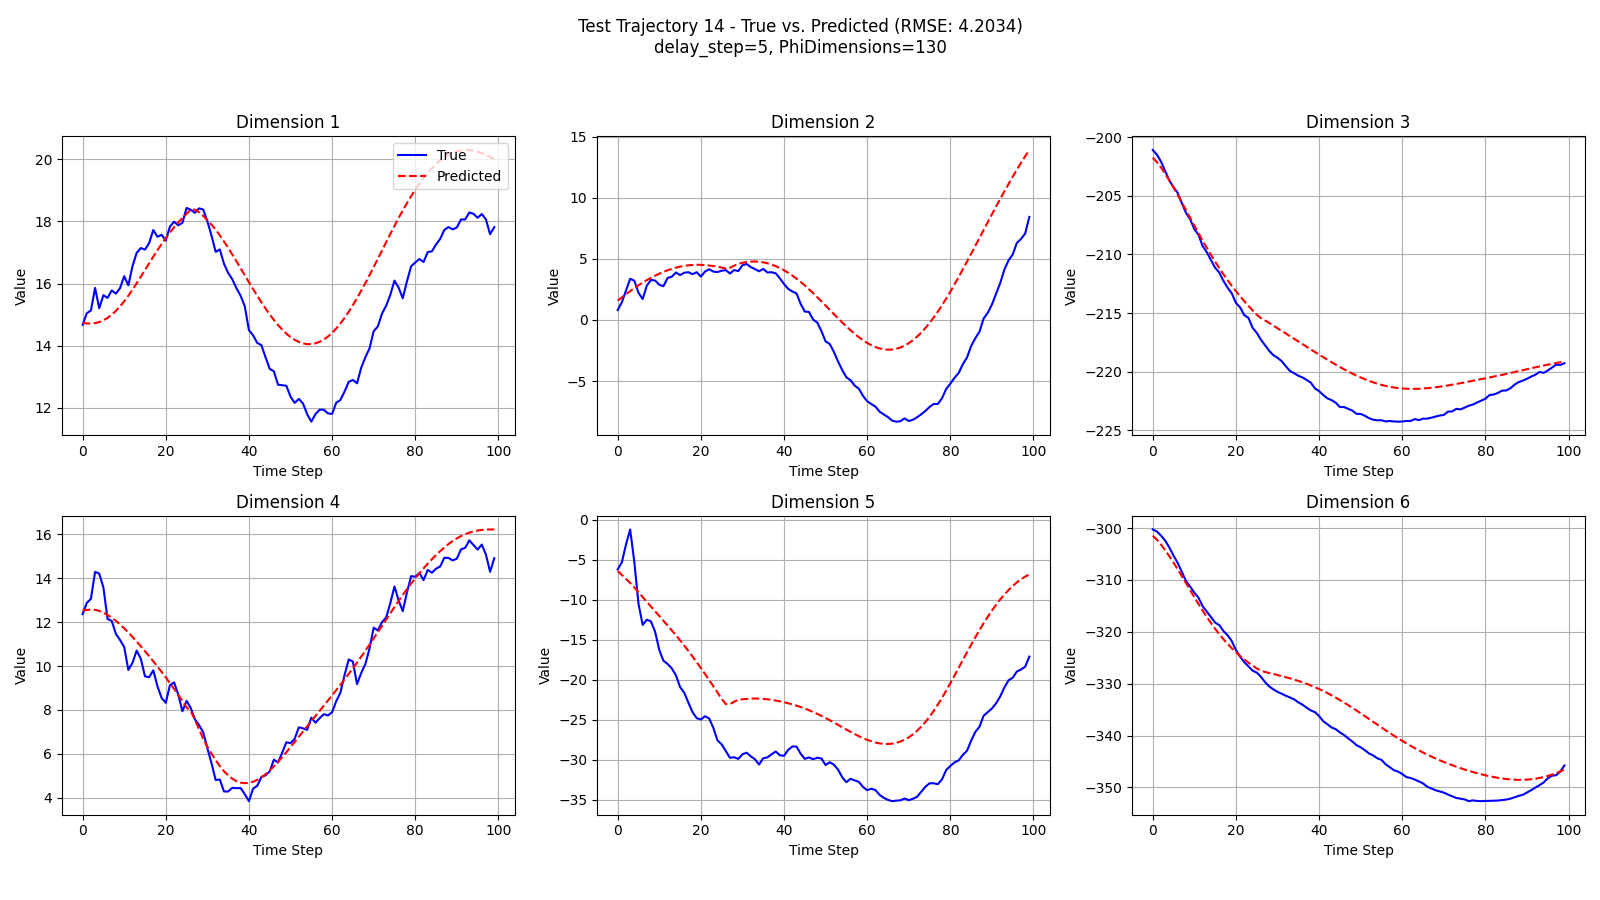 Test Trajectory 14 - True vs. Predicted (RMSE: 4.2034)
delay_step=5, PhiDimensions=130
Dimension 1
20
18
16
14
12
Value
0 20 40 60 80 100
Time Step
True
Predicted
Dimension 2
15
10
5
0
−5
Value
0 20 40 60 80 100
Time Step
Dimension 3
−200
−205
−210
−215
−220
−225
Value
0 20 40 60 80 100
Time Step
Dimension 4
16
14
12
10
8
6
4
Value
0 20 40 60 80 100
Time Step
Dimension 5
0
−5
−10
−15
−20
−25
−30
−35
Value
0 20 40 60 80 100
Time Step
Dimension 6
−300
−310
−320
−330
−340
−350
Value
0 20 40 60 80 100
Time Step